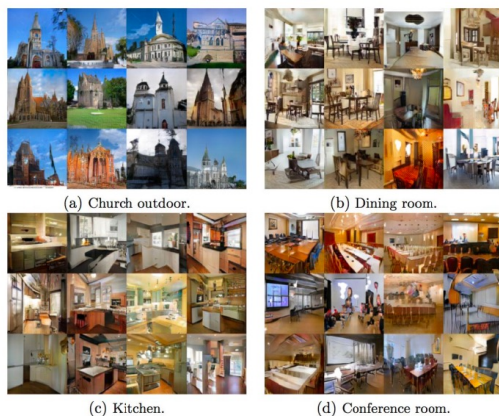 (a) Church outdoor.
(b) Dining room.
(c) Kitchen.
(d) Conference room.